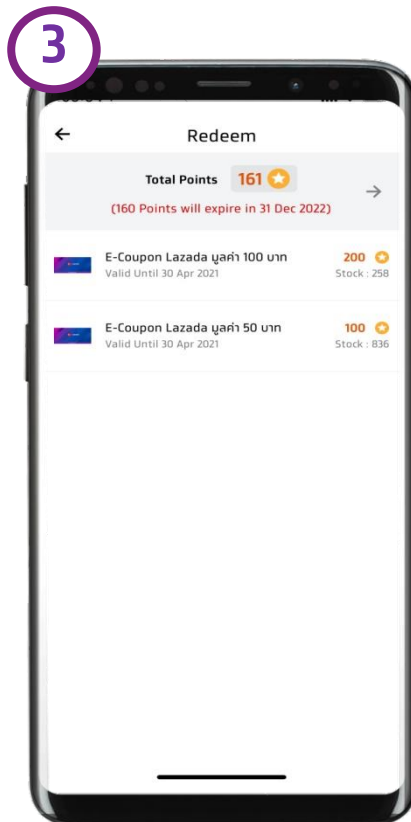 3
Redeem
Total Points 161
(160 Points will expire in 31 Dec 2022)
E-Coupon Lazada มูลค่า 100 บาท 200
Valid Until 30 Apr 2021 Stock : 258
E-Coupon Lazada มูลค่า 50 บาท 100
Valid Until 30 Apr 2021 Stock : 836